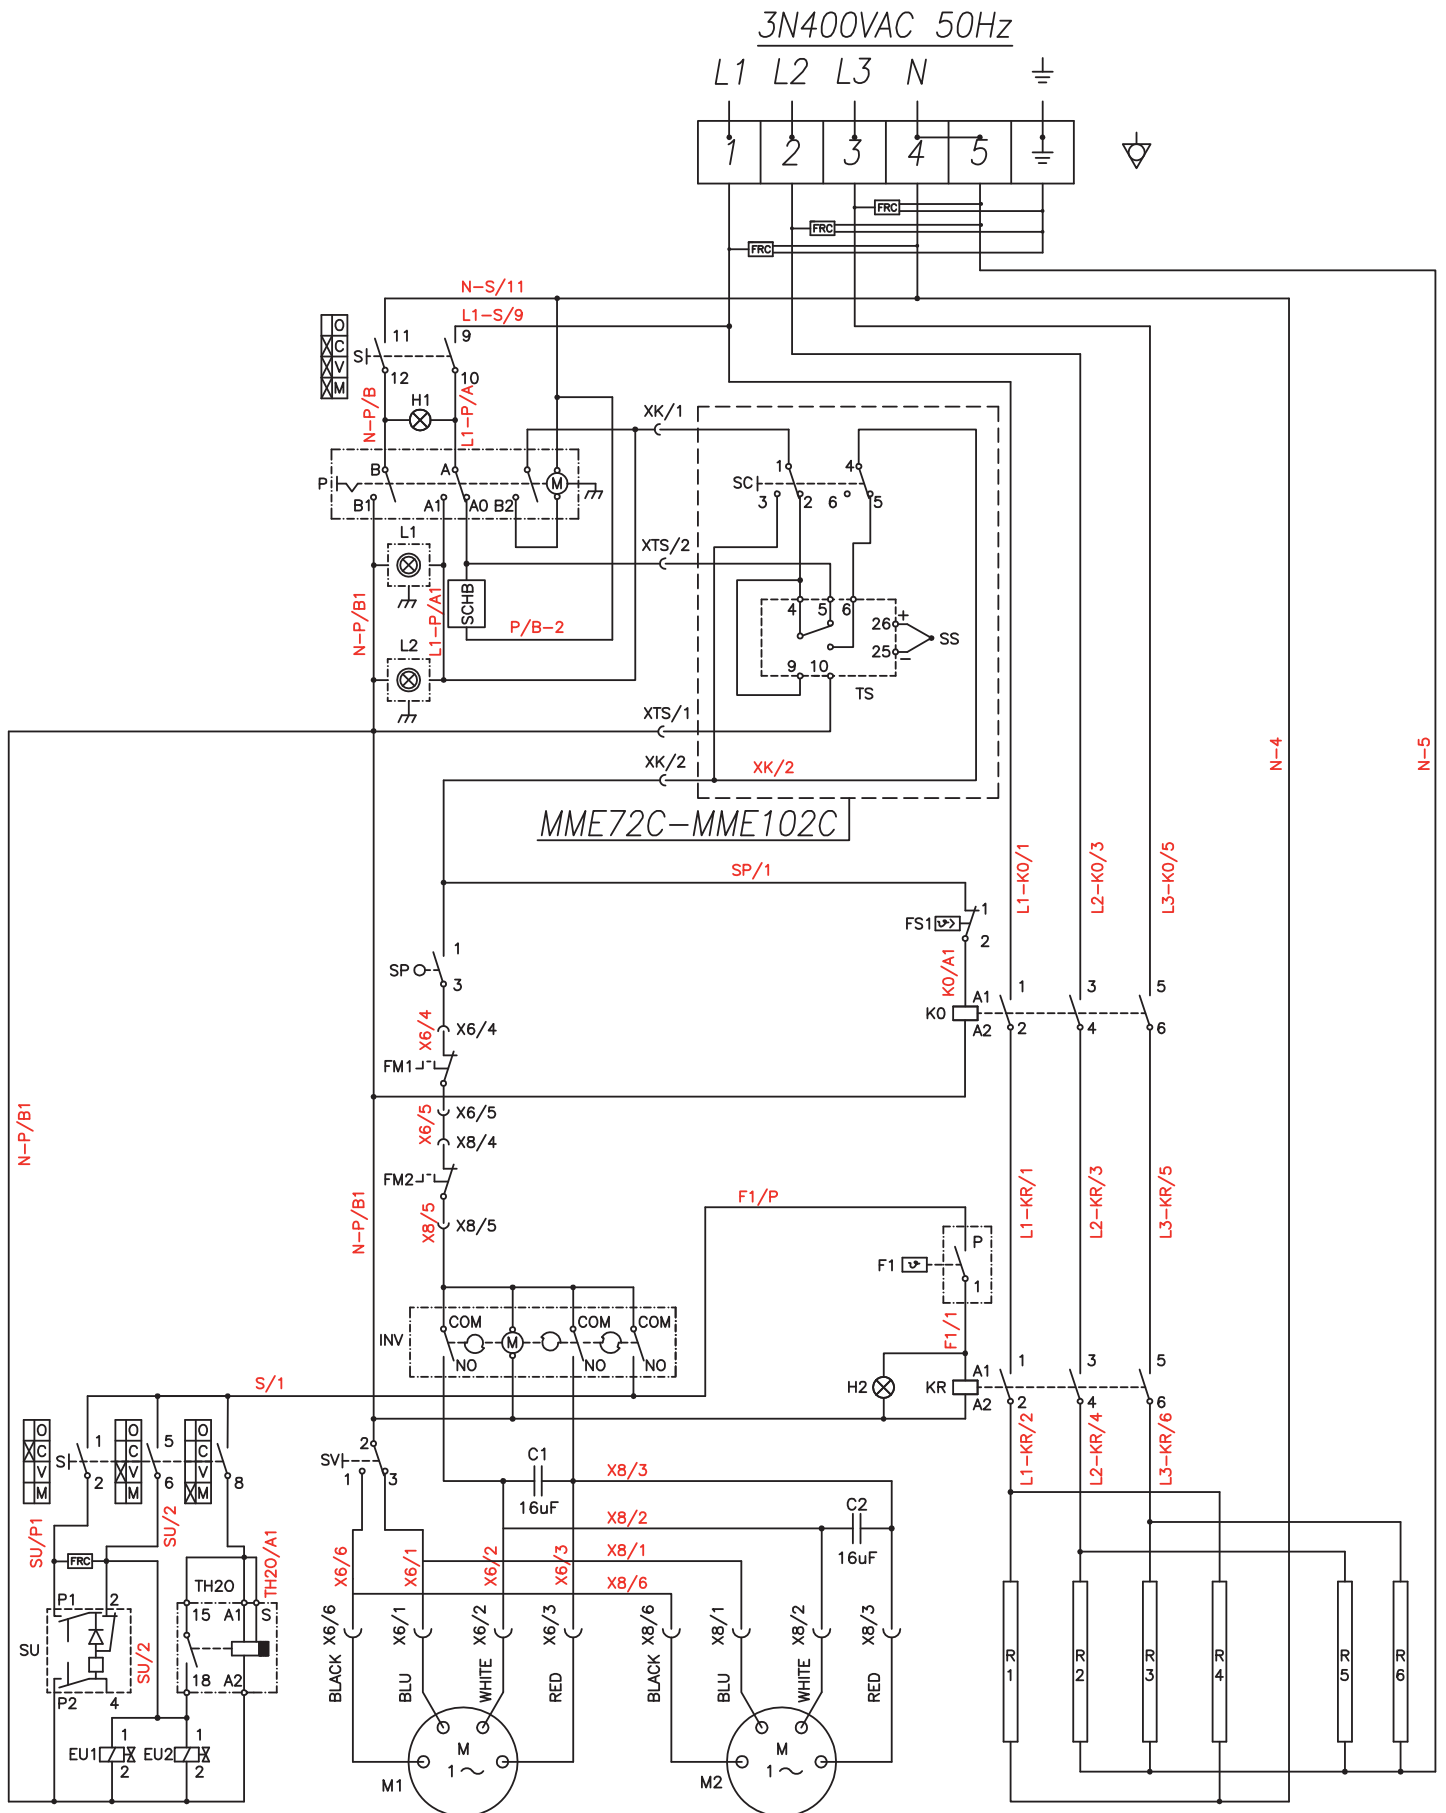 3N400VAC 50Hz
L1 L2 L3 N
1 2 3 4 5
FRC
FRC
FRC
N-S/11
L1-S/9
O
C
V
M
S
11 9
12 10
N-P/B
H1
L1-P/A
XK/1
B A
P
M
B1 A1 A0 B2
L1
SCHB
N-P/B1
L1-P/A1
P/B-2
L2
XTS/2
XTS/1
XK/2
XK/2
SC
1 4
3 2 6 5
4 5 6
26 +
25 -
SS
9 10
TS
MME72C-MME102C
N-4
N-5
SP/1
L1-K0/1
L2-K0/3
L3-K0/5
FS1
1
2
K0/A1
SP
1
3
K0
A1
A2
1 3 5
2 4 6
X6/4
X6/4
FM1
X6/5
X6/5
X8/4
FM2
X8/5
X8/5
N-P/B1
N-P/B1
F1/P
L1-KR/1
L2-KR/3
L3-KR/5
F1
P
1
F1/1
INV
COM COM COM
M
NO NO NO
H2
KR
A1
A2
1 3 5
2 4 6
L1-KR/2
L2-KR/4
L3-KR/6
S/1
O
C
V
M
O
C
V
M
O
C
V
M
S
1 5
2 6 8
SU/P1
SU/2
TH20/A1
FRC
P1 2
SU
P2 4
SU/2
TH20
15 A1 S
18 A2
EU1
1
2
EU2
1
2
SV
2
1 3
C1
16uF
X8/3
X8/2
C2
16uF
X8/1
X8/6
X6/6
X6/1
X6/2
X6/3
X6/6
X6/1
X6/2
X6/3
X8/6
X8/1
X8/2
X8/3
BLACK
BLU
WHITE
RED
BLACK
BLU
WHITE
RED
M
1
M1
M
1
M2
R1
R2
R3
R4
R5
R6